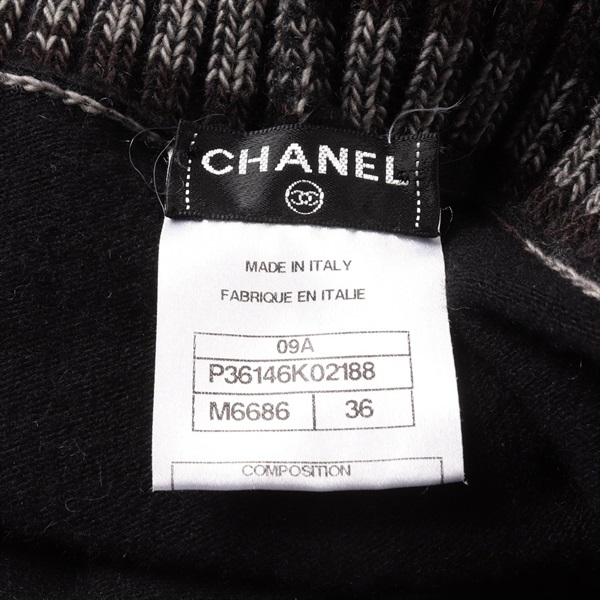 CHANEL
MADE IN ITALY
FABRIQUE EN ITALIE
09A
P36146K02188
M6686 36
COMPOSITION